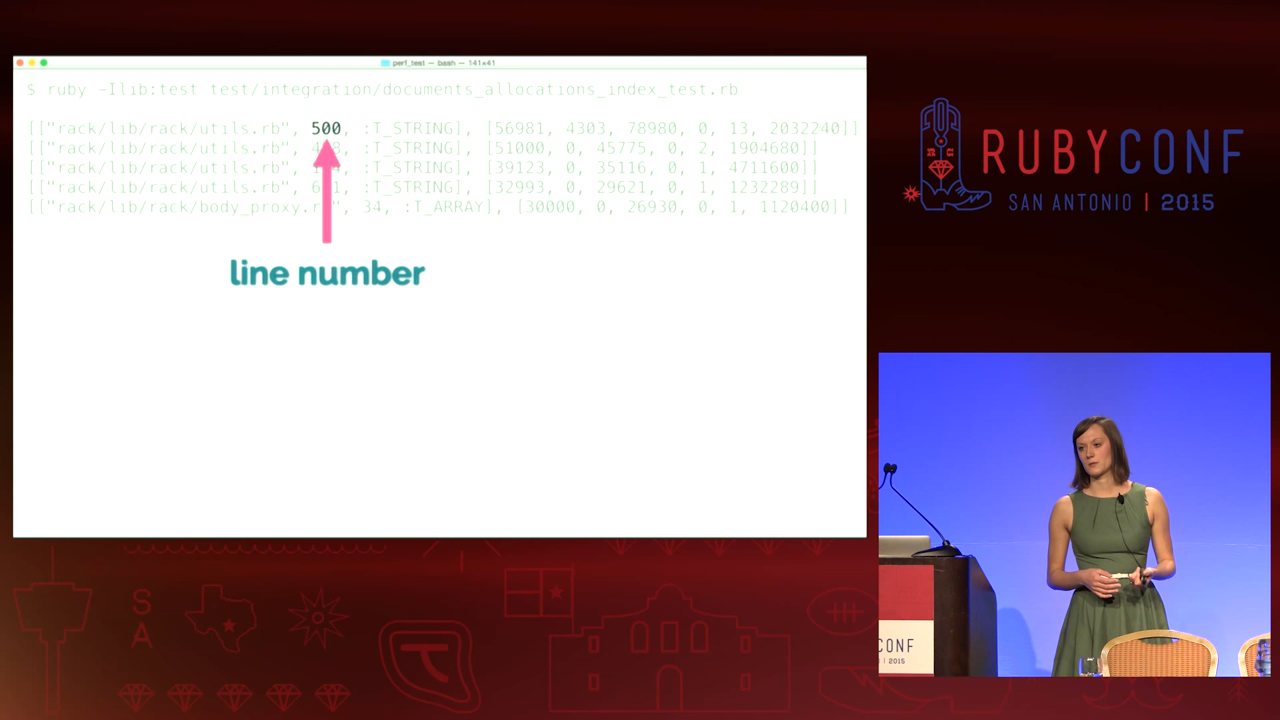 perf_test — bash — 141×41
$ ruby -Ilib:test test/integration/documents_allocations_index_test.rb
[["rack/lib/rack/utils.rb", 500, :T_STRING], [56981, 4303, 78980, 0, 13, 2032240]]
[["rack/lib/rack/utils.rb", :T_STRING], [51000, 0, 45775, 0, 2, 1904680]]
[["rack/lib/rack/utils.rb", :T_STRING], [39123, 0, 35116, 0, 1, 4711600]]
[["rack/lib/rack/utils.rb", :T_STRING], [32993, 0, 29621, 0, 1, 1232289]]
[["rack/lib/rack/body_proxy. 34, :T_ARRAY], [30000, 0, 26930, 0, 1, 1120400]]
line number
RUBYCONF
SAN ANTONIO | 2015
S
A
CONF
2015